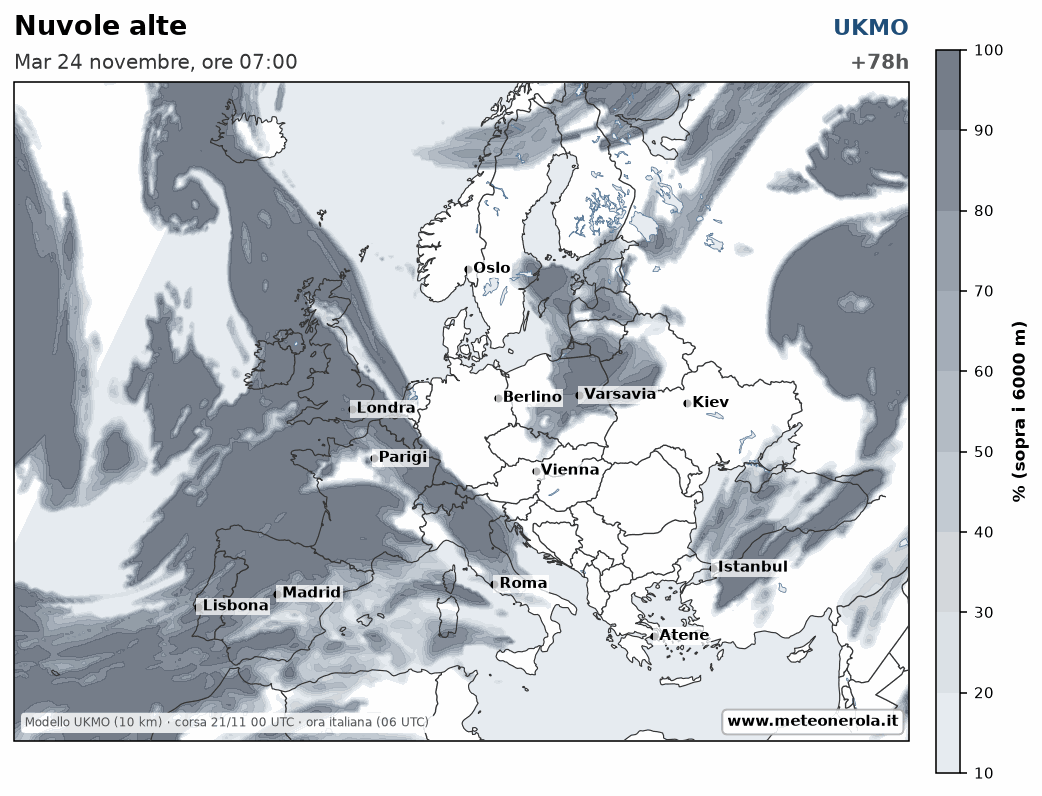 Nuvole alte
UKMO
Mar 24 novembre, ore 07:00
+78h
100
90
80
70
60
50
40
30
20
10
% (sopra i 6000 m)
Oslo
Berlino
Varsavia
Kiev
Londra
Parigi
Vienna
Istanbul
Roma
Madrid
Lisbona
Atene
Modello UKMO (10 km) · corsa 21/11 00 UTC · ora italiana (06 UTC)
www.meteonerola.it